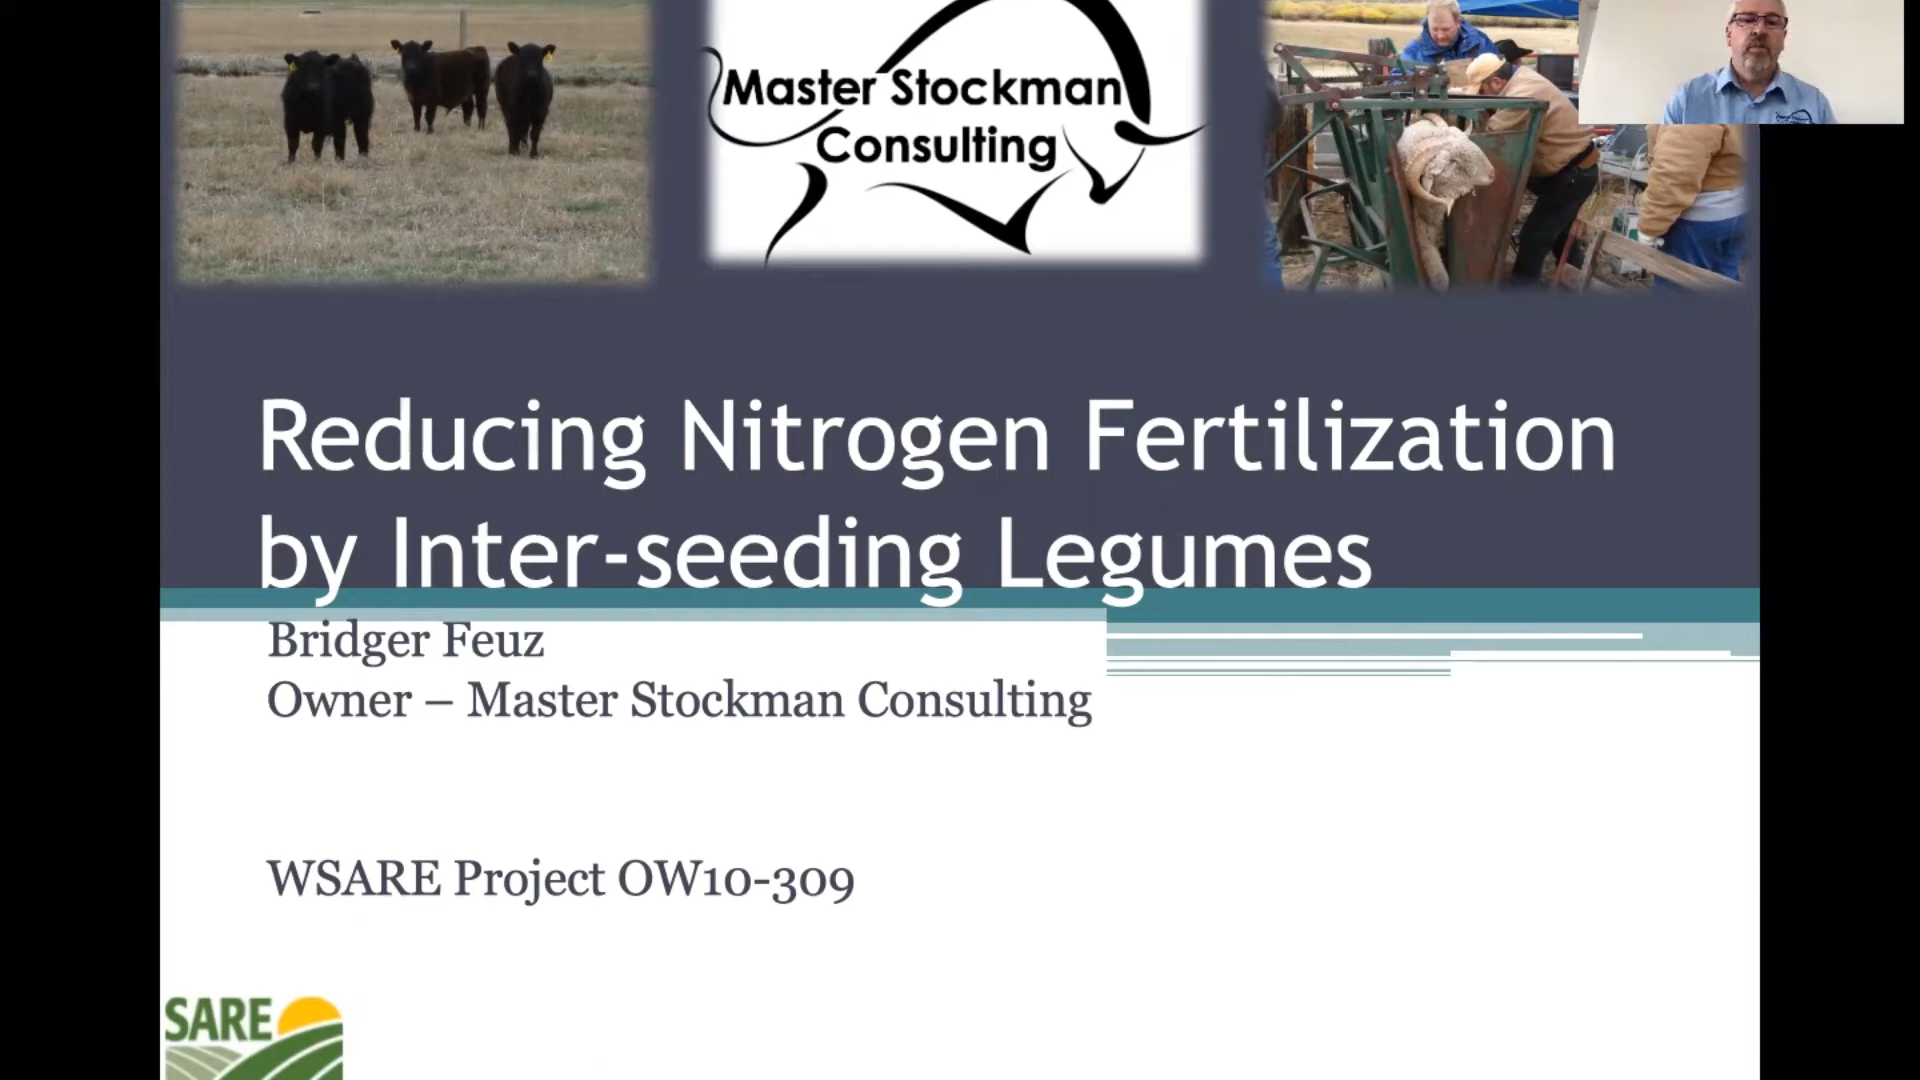 Master Stockman
Consulting
Reducing Nitrogen Fertilization
by Inter-seeding Legumes
Bridger Feuz
Owner – Master Stockman Consulting
WSARE Project OW10-309
SARE